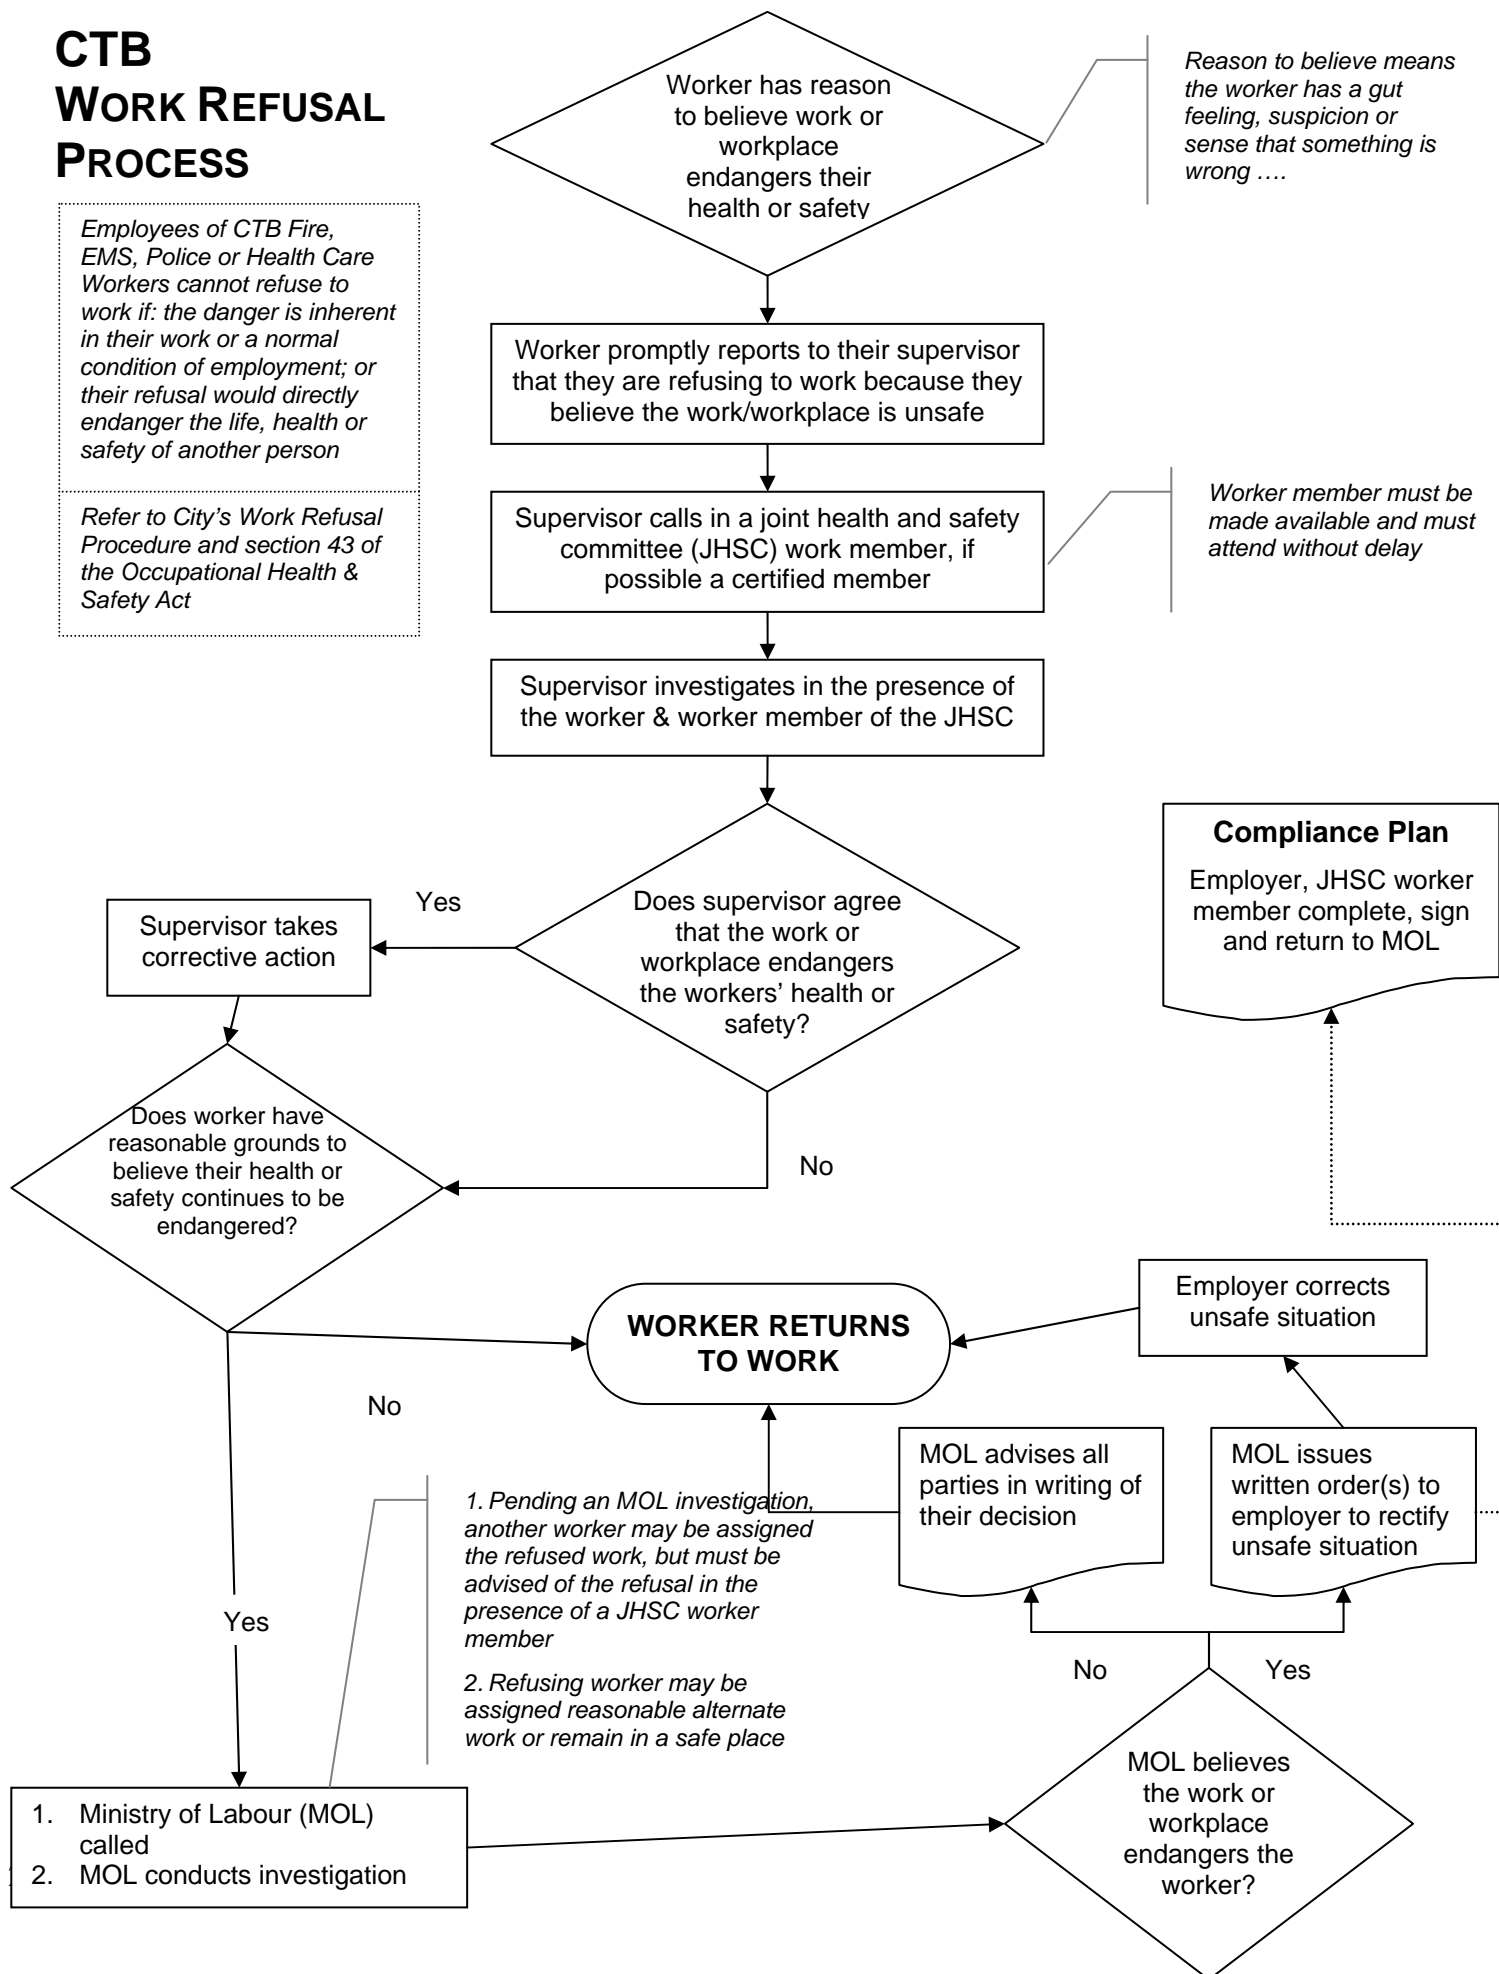 CTB
WORK REFUSAL
PROCESS
Employees of CTB Fire,
EMS, Police or Health Care
Workers cannot refuse to
work if: the danger is inherent
in their work or a normal
condition of employment; or
their refusal would directly
endanger the life, health or
safety of another person
Refer to City's Work Refusal
Procedure and section 43 of
the Occupational Health &
Safety Act
Worker has reason
to believe work or
workplace
endangers their
health or safety
Reason to believe means
the worker has a gut
feeling, suspicion or
sense that something is
wrong ….
Worker promptly reports to their supervisor
that they are refusing to work because they
believe the work/workplace is unsafe
Supervisor calls in a joint health and safety
committee (JHSC) work member, if
possible a certified member
Worker member must be
made available and must
attend without delay
Supervisor investigates in the presence of
the worker & worker member of the JHSC
Does supervisor agree
that the work or
workplace endangers
the workers' health or
safety?
Yes
No
Supervisor takes
corrective action
Compliance Plan
Employer, JHSC worker
member complete, sign
and return to MOL
Does worker have
reasonable grounds to
believe their health or
safety continues to be
endangered?
WORKER RETURNS
TO WORK
Employer corrects
unsafe situation
No
Yes
MOL advises all
parties in writing of
their decision
MOL issues
written order(s) to
employer to rectify
unsafe situation
1. Pending an MOL investigation,
another worker may be assigned
the refused work, but must be
advised of the refusal in the
presence of a JHSC worker
member
2. Refusing worker may be
assigned reasonable alternate
work or remain in a safe place
No
Yes
MOL believes
the work or
workplace
endangers the
worker?
1. Ministry of Labour (MOL)
called
2. MOL conducts investigation